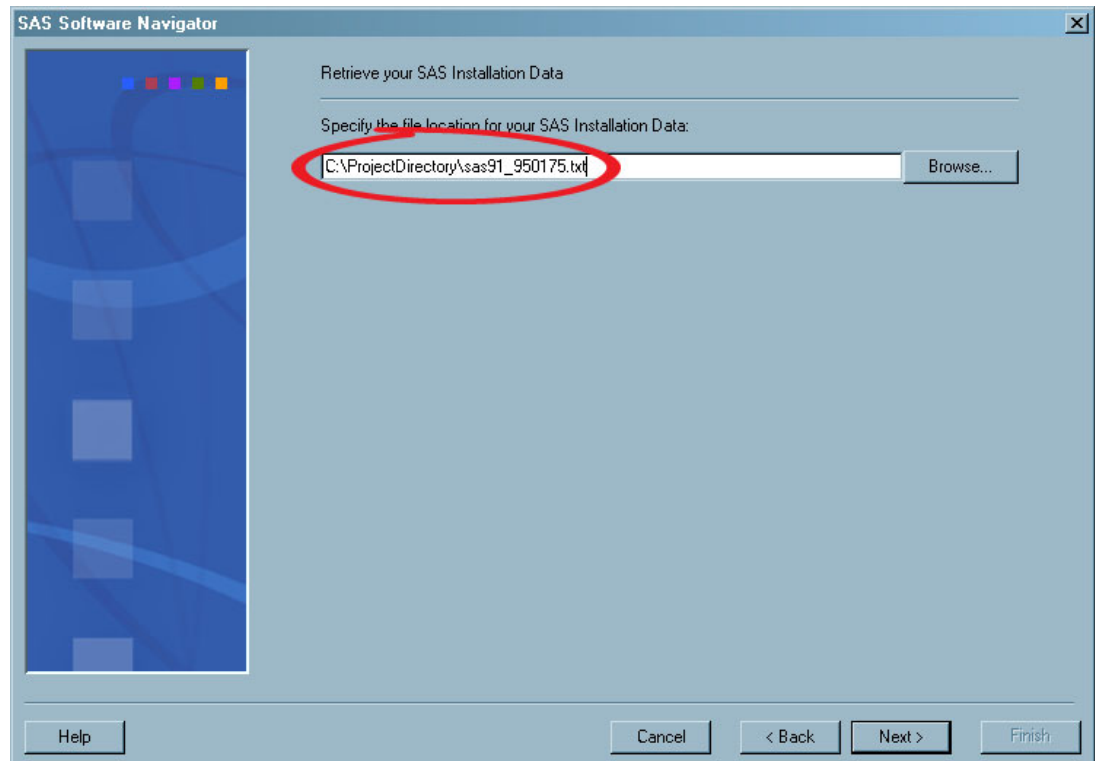 SAS Software Navigator
Retrieve your SAS Installation Data
Specify the file location for your SAS Installation Data:
C:\ProjectDirectory\sas91_950175.txt
Browse...
Help
Cancel
< Back
Next >
Finish